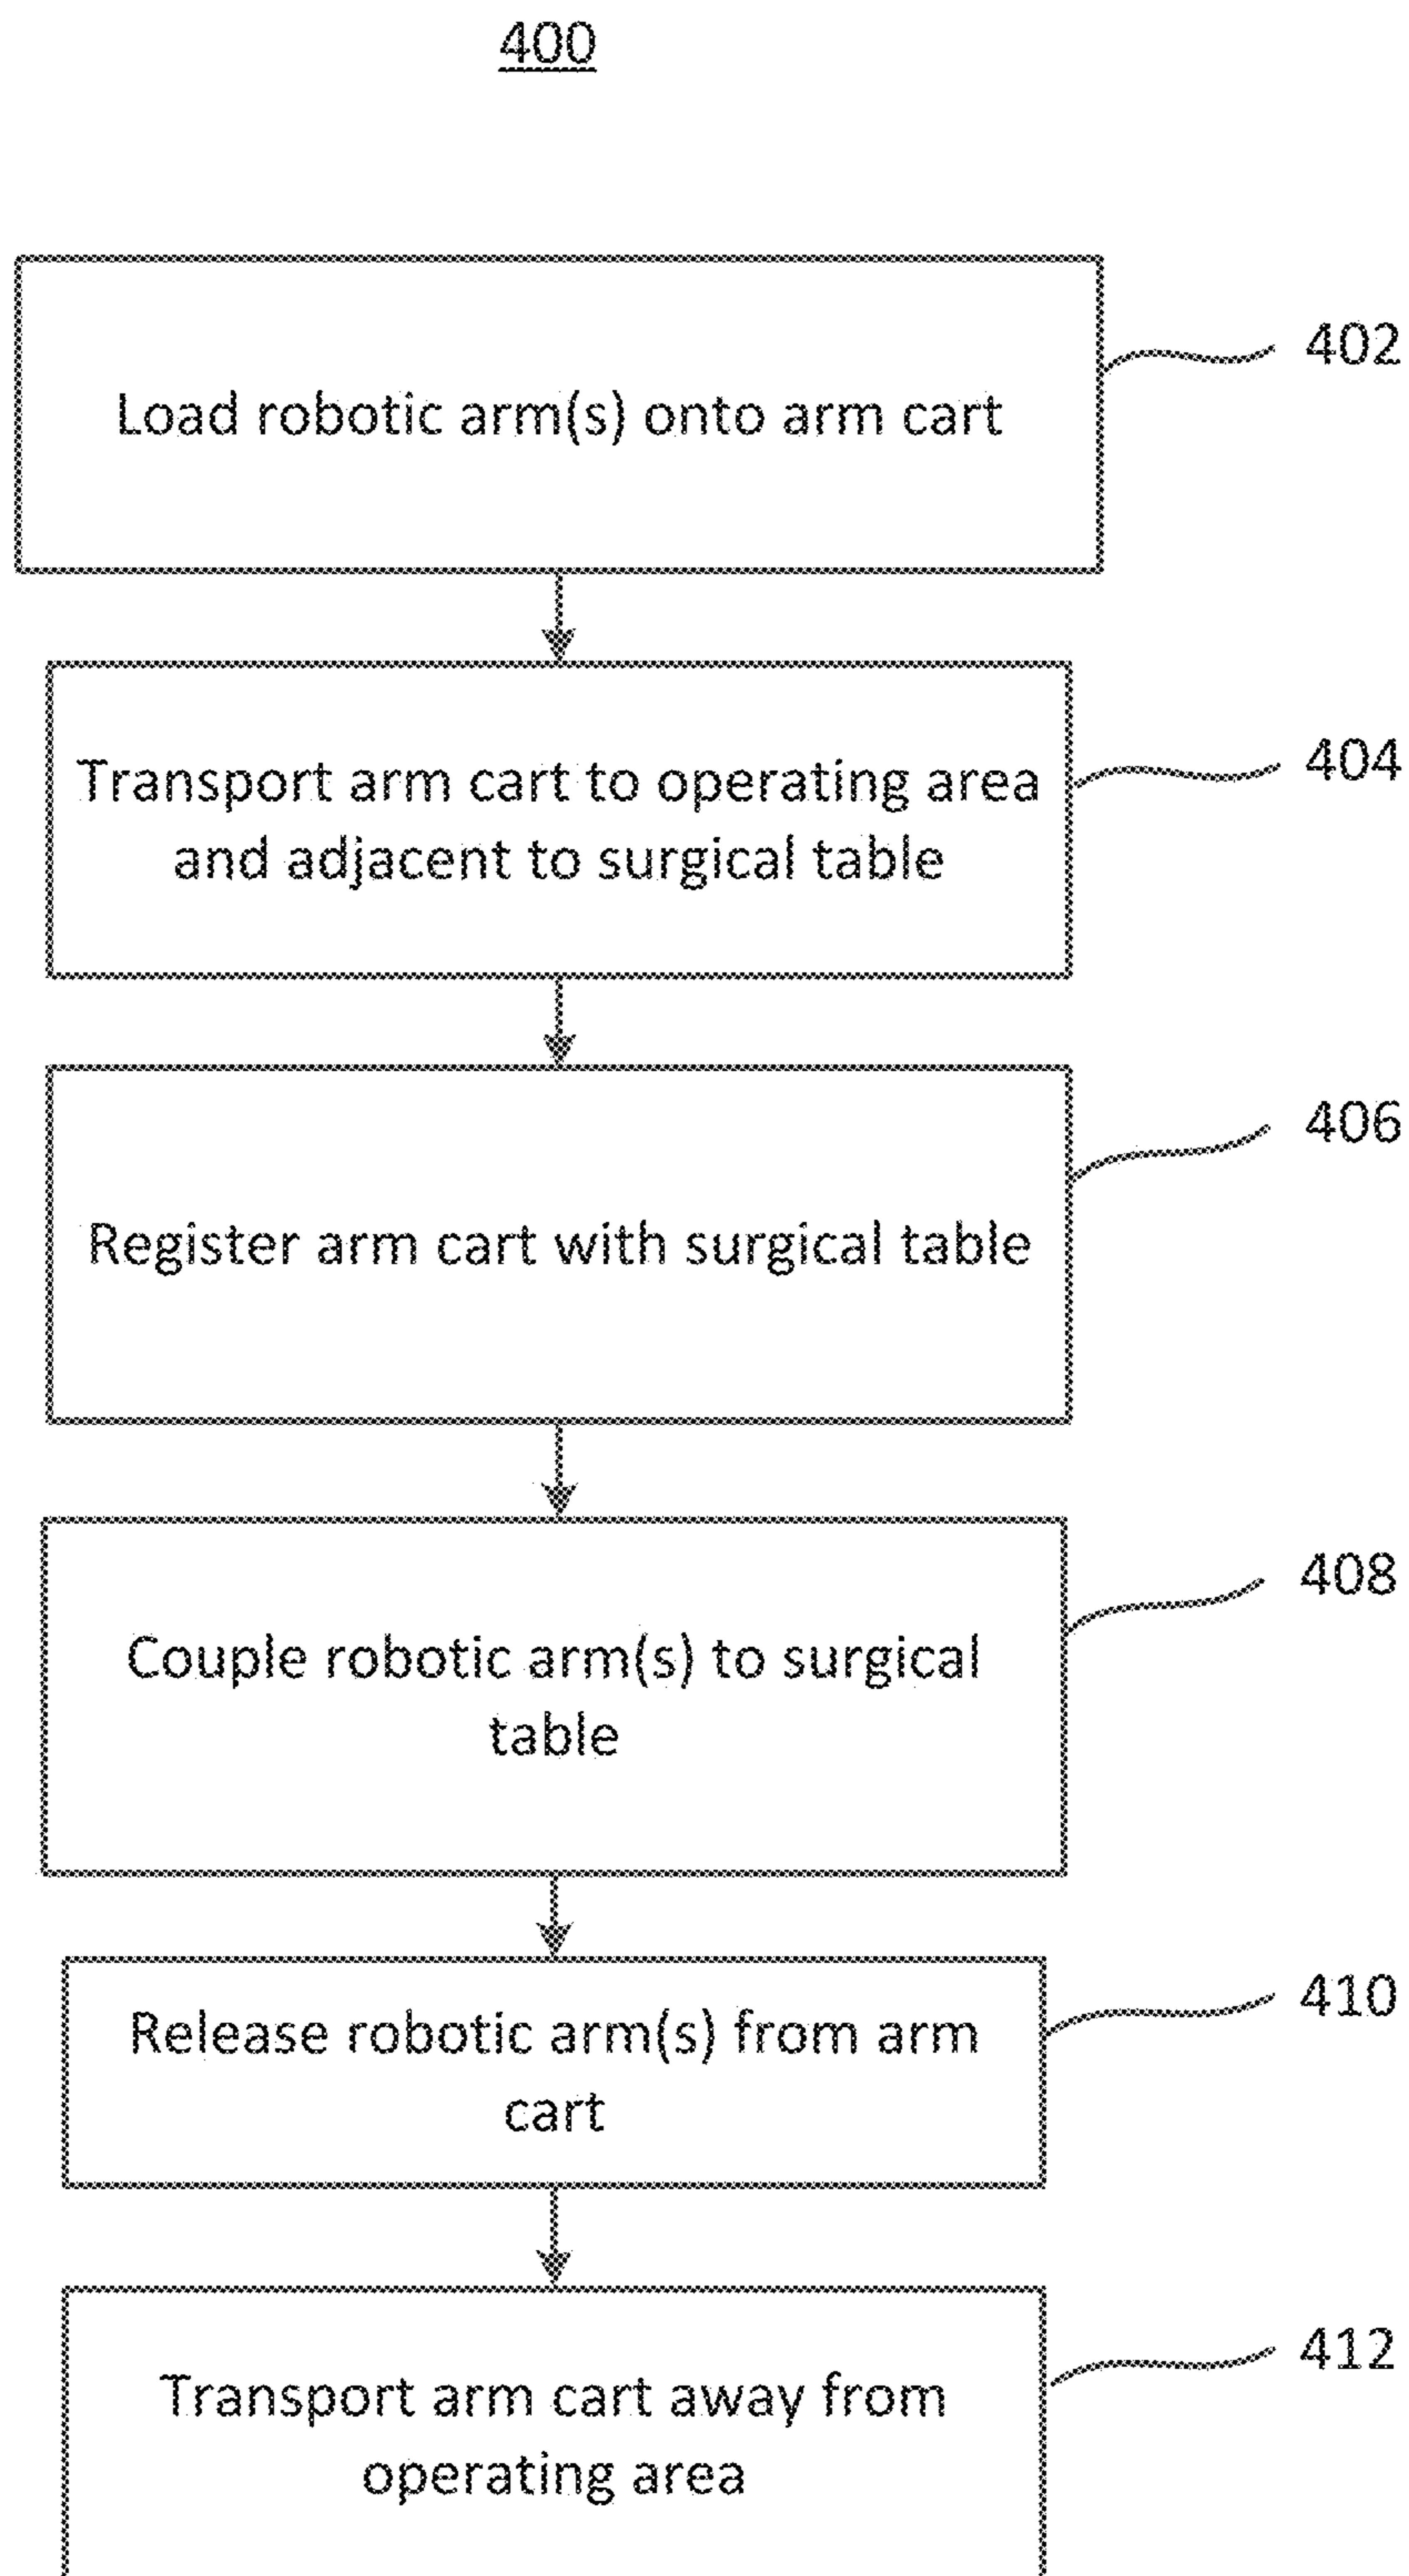 400
Load robotic arm(s) onto arm cart
402
Transport arm cart to operating area
and adjacent to surgical table
404
Register arm cart with surgical table
406
Couple robotic arm(s) to surgical
table
408
Release robotic arm(s) from arm
cart
410
Transport arm cart away from
operating area
412